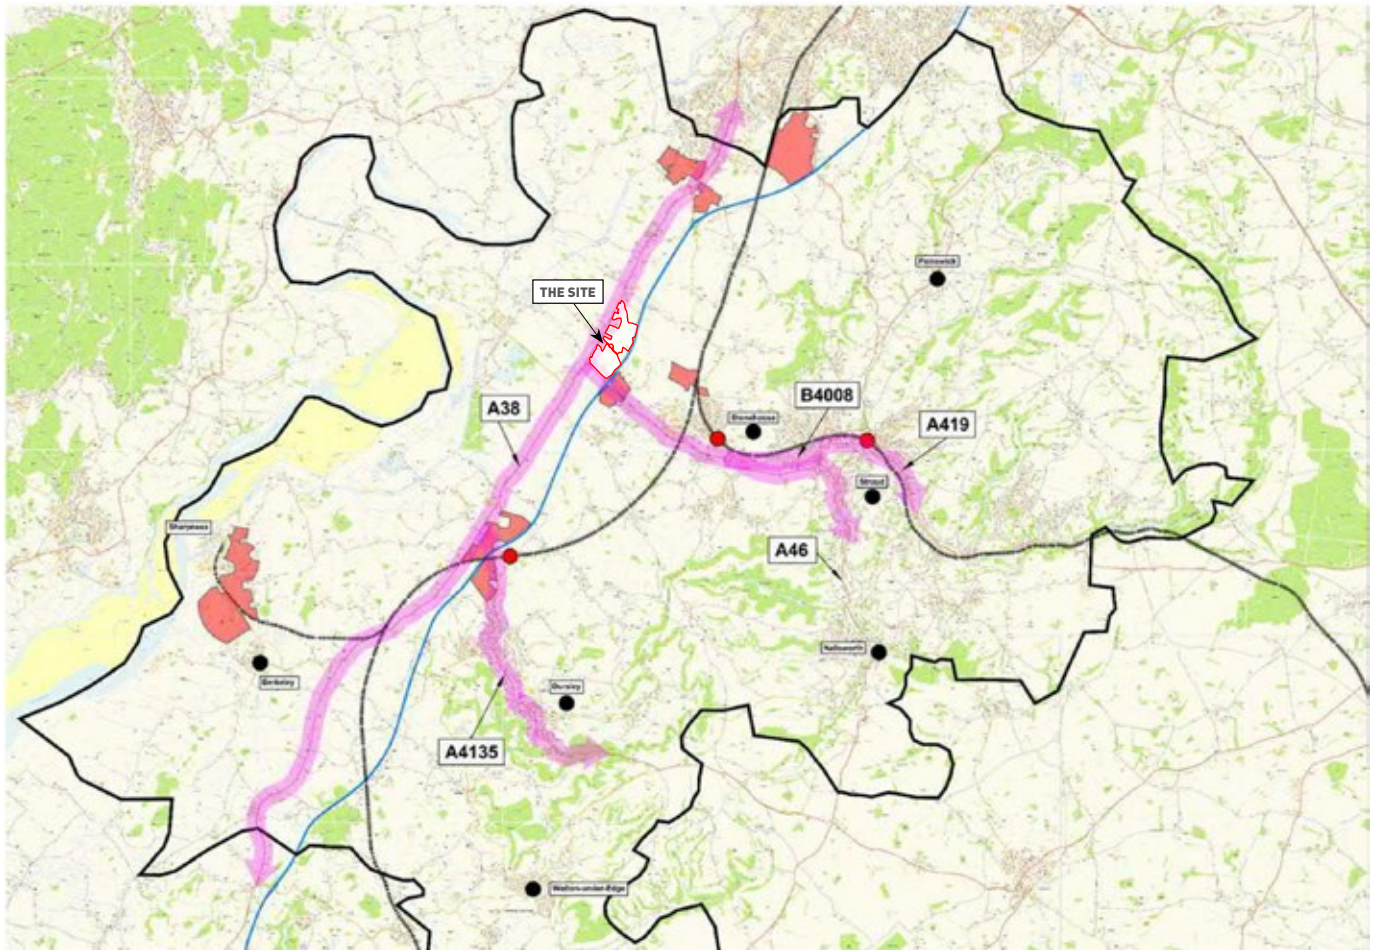 Painswick
THE SITE
B4008
A38
Stonehouse
A419
Stroud
Sharpness
A46
Nailsworth
Berkeley
Dursley
A4135
Wotton-under-Edge